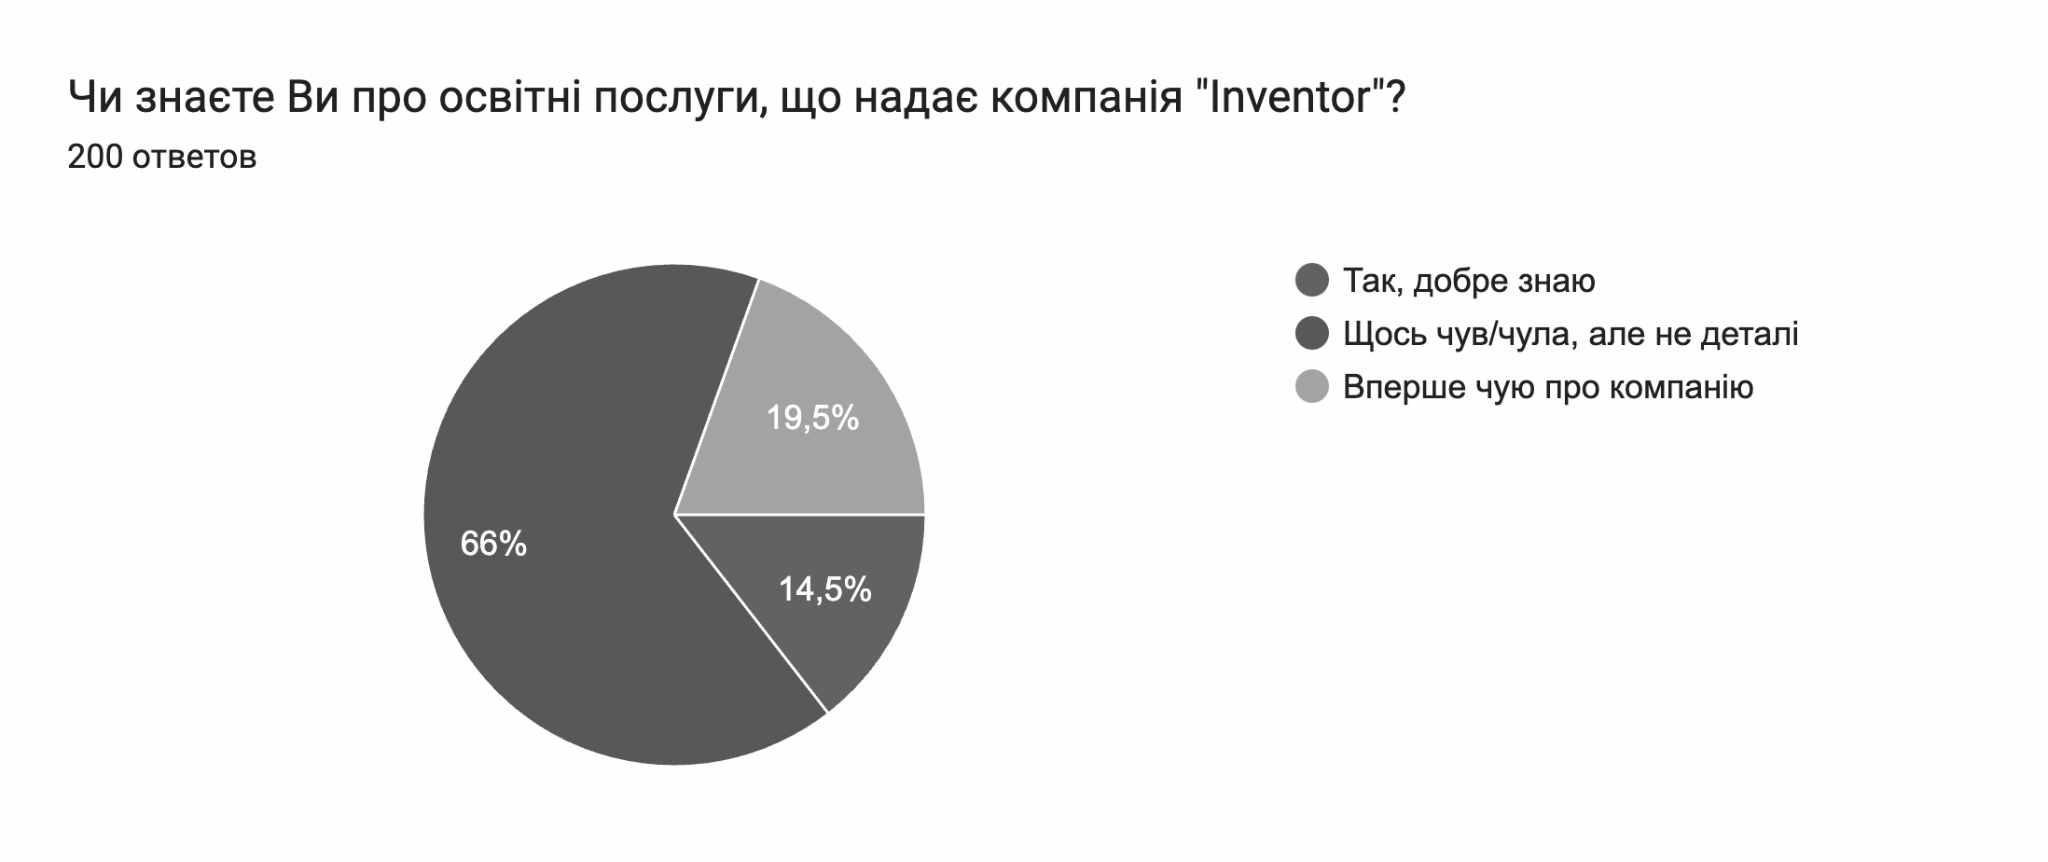 Чи знаєте Ви про освітні послуги, що надає компанія "Inventor"?
200 ответов
Так, добре знаю
Щось чув/чула, але не деталі
Вперше чую про компанію
19,5%
66%
14,5%